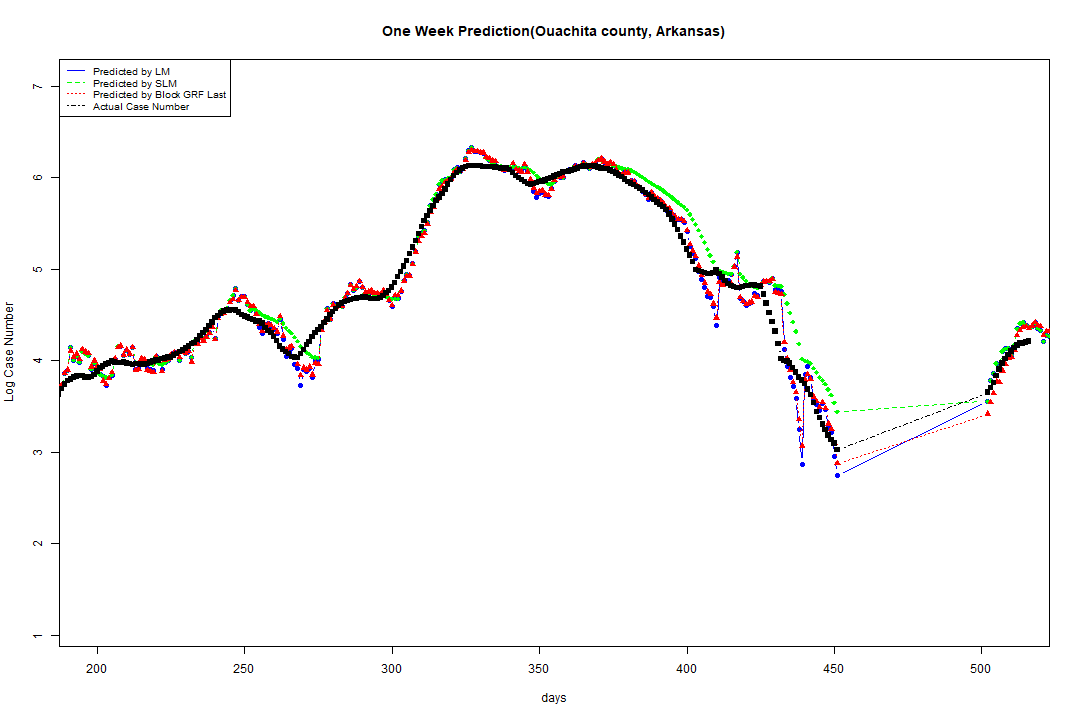 One Week Prediction(Ouachita county, Arkansas)
Predicted by LM
Predicted by SLM
Predicted by Block GRF Last
Actual Case Number
7
6
5
4
3
2
1
Log Case Number
200
250
300
350
400
450
500
days